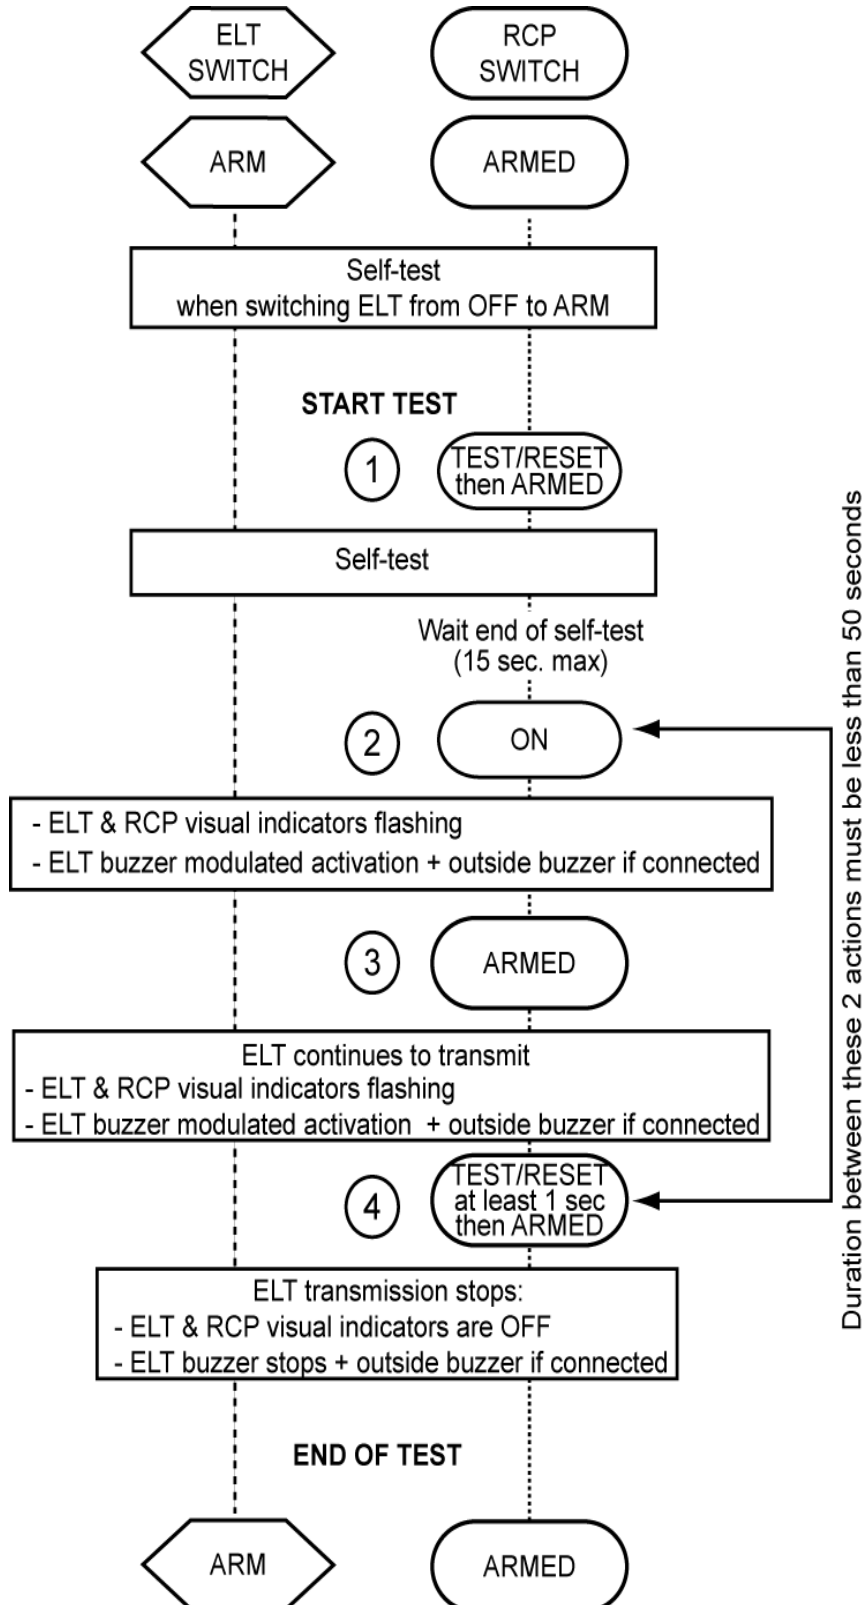 ELT
SWITCH
RCP
SWITCH
ARM
ARMED
Self-test
when switching ELT from OFF to ARM
START TEST
1
TEST/RESET
then ARMED
Self-test
Wait end of self-test
(15 sec. max)
2
ON
- ELT & RCP visual indicators flashing
- ELT buzzer modulated activation + outside buzzer if connected
3
ARMED
ELT continues to transmit
- ELT & RCP visual indicators flashing
- ELT buzzer modulated activation + outside buzzer if connected
4
TEST/RESET
at least 1 sec
then ARMED
Duration between these 2 actions must be less than 50 seconds
ELT transmission stops:
- ELT & RCP visual indicators are OFF
- ELT buzzer stops + outside buzzer if connected
END OF TEST
ARM
ARMED